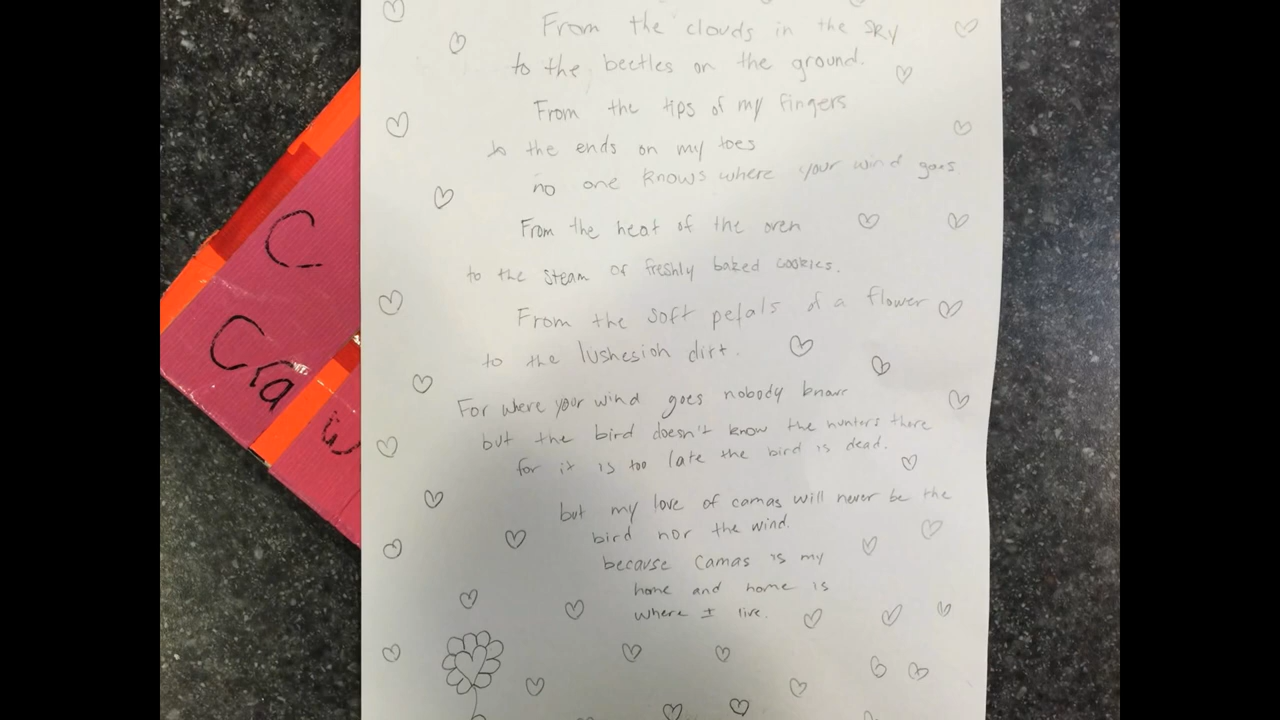 From the clouds in the sky
to the beetles on the ground.
From the tips of my fingers
to the ends on my toes
no one knows where your wind goes.
From the heat of the oven
to the steam of freshly baked cookies.
From the soft petals of a flower
to the lushesioh dirt.
For where your wind goes nobody knows
but the bird doesn't know the hunters there
for it is too late the bird is dead.
but my love of camas will never be the
bird nor the wind.
because Camas is my
home and home is
where I live.
C
Craw